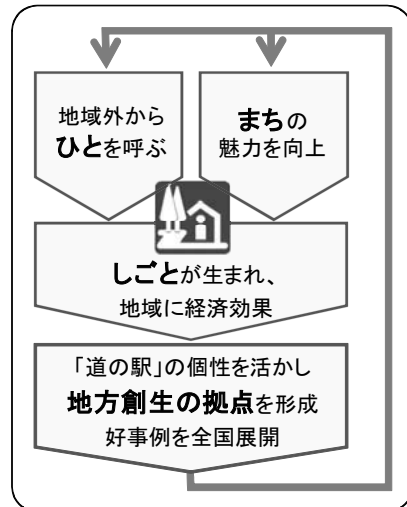 地域外から
ひとを呼ぶ
まちの
魅力を向上
しごとが生まれ、
地域に経済効果
「道の駅」の個性を活かし
地方創生の拠点を形成
好事例を全国展開